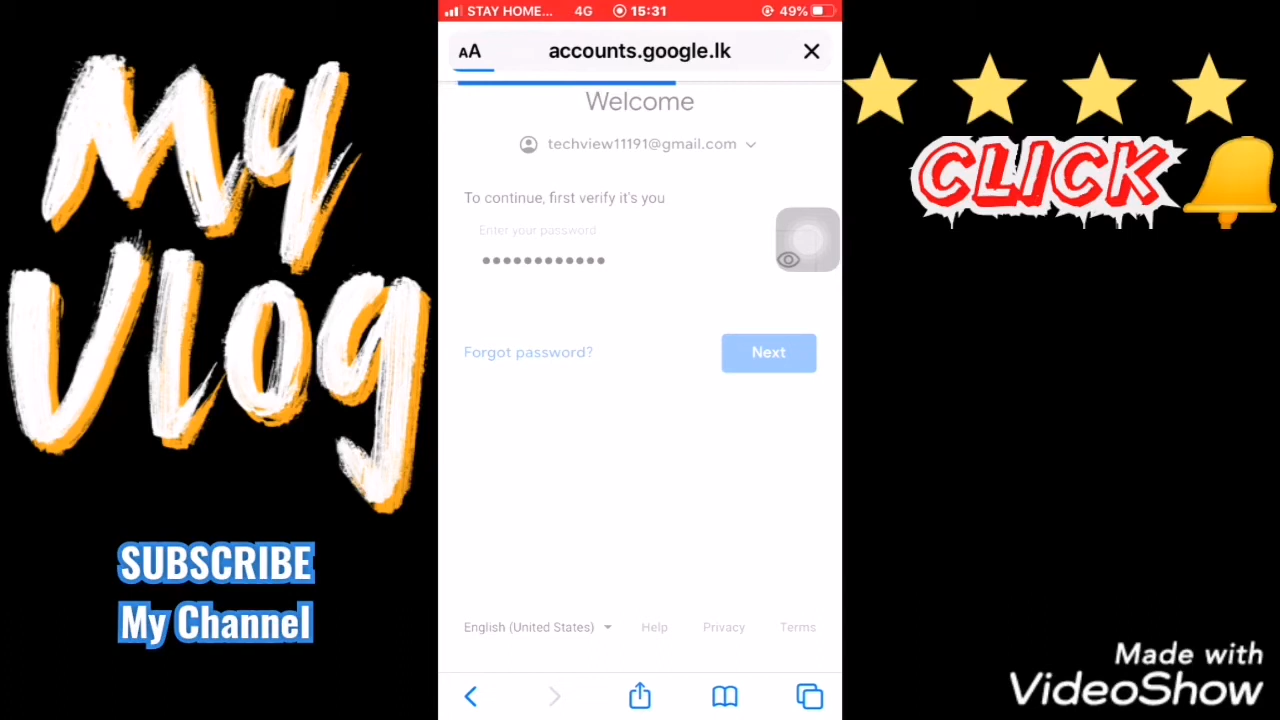 My
Vlog
SUBSCRIBE
My Channel
STAY HOME... 4G 15:31 49%
AA accounts.google.lk
Welcome
techview11191@gmail.com
To continue, first verify it's you
Enter your password
Forgot password? Next
English (United States) Help Privacy Terms
CLICK
Made with
VideoShow